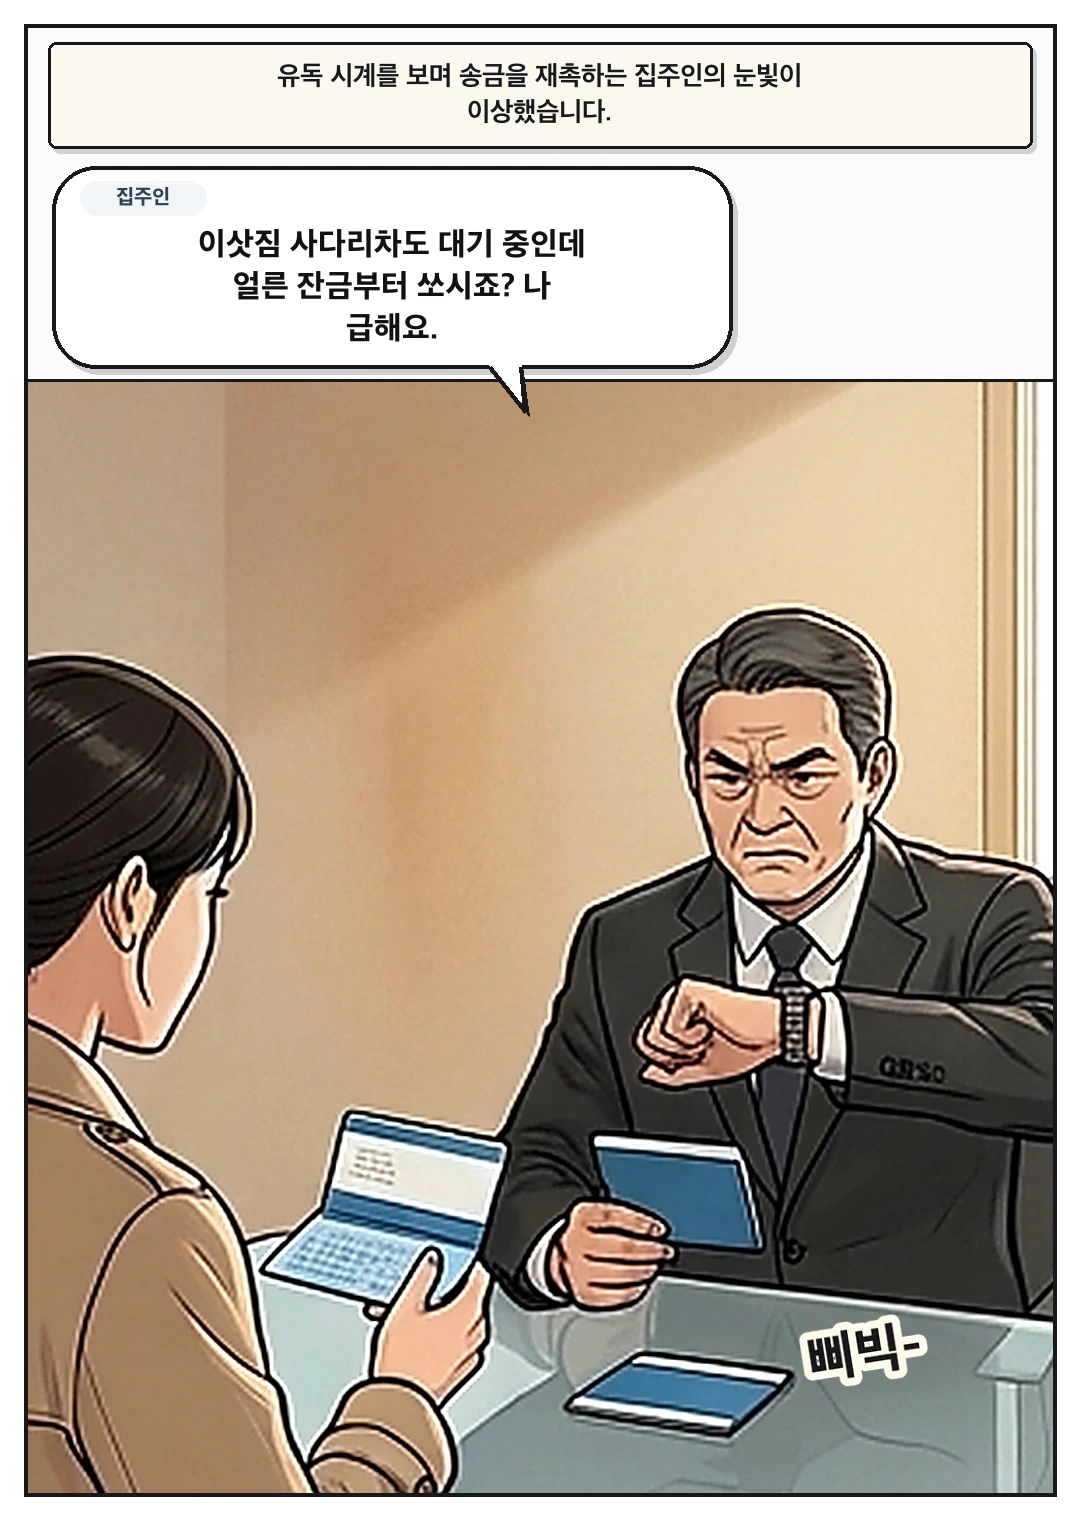 유독 시계를 보며 송금을 재촉하는 집주인의 눈빛이
이상했습니다.
집주인
이삿짐 사다리차도 대기 중인데
얼른 잔금부터 쏘시죠? 나
급해요.
삐빅-